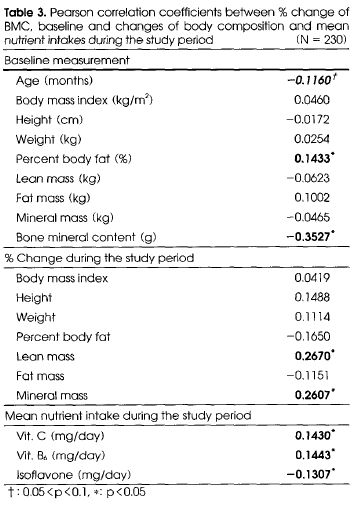 Table 3. Pearson correlation coefficients between % change of
BMC, baseline and changes of body composition and mean
nutrient intakes during the study period (N = 230)
Baseline measurement
Age (months) −0.1160†
Body mass index (kg/m²) 0.0460
Height (cm) −0.0172
Weight (kg) 0.0254
Percent body fat (%) 0.1433*
Lean mass (kg) −0.0623
Fat mass (kg) 0.1002
Mineral mass (kg) −0.0465
Bone mineral content (g) −0.3527*
% Change during the study period
Body mass index 0.0419
Height 0.1488
Weight 0.1114
Percent body fat −0.1650
Lean mass 0.2670*
Fat mass −0.1151
Mineral mass 0.2607*
Mean nutrient intake during the study period
Vit. C (mg/day) 0.1430*
Vit. B₆ (mg/day) 0.1443*
Isoflavone (mg/day) −0.1307*
†: 0.05<p<0.1, *: p<0.05